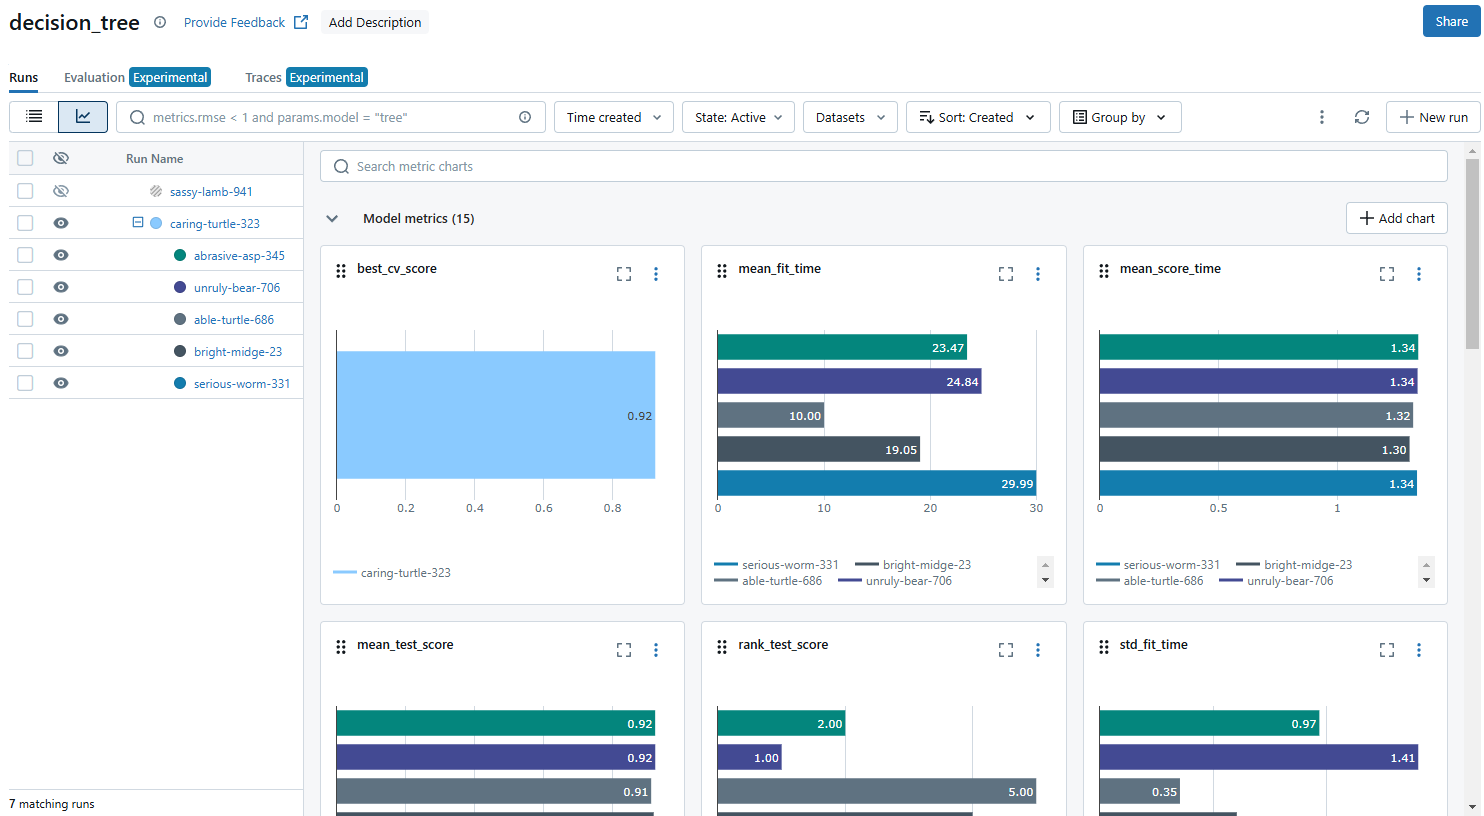 decision_tree Provide Feedback Add Description Share
Runs Evaluation Experimental Traces Experimental
metrics.rmse < 1 and params.model = "tree" Time created State: Active Datasets Sort: Created Group by New run
Run Name
sassy-lamb-941
caring-turtle-323
abrasive-asp-345
unruly-bear-706
able-turtle-686
bright-midge-23
serious-worm-331
7 matching runs
Search metric charts
Model metrics (15) Add chart
best_cv_score
0.92
0 0.2 0.4 0.6 0.8
caring-turtle-323
mean_fit_time
23.47
24.84
10.00
19.05
29.99
0 10 20 30
serious-worm-331 bright-midge-23
able-turtle-686 unruly-bear-706
mean_score_time
1.34
1.34
1.32
1.30
1.34
0 0.5 1
serious-worm-331 bright-midge-23
able-turtle-686 unruly-bear-706
mean_test_score
0.92
0.92
0.91
rank_test_score
2.00
1.00
5.00
std_fit_time
0.97
1.41
0.35